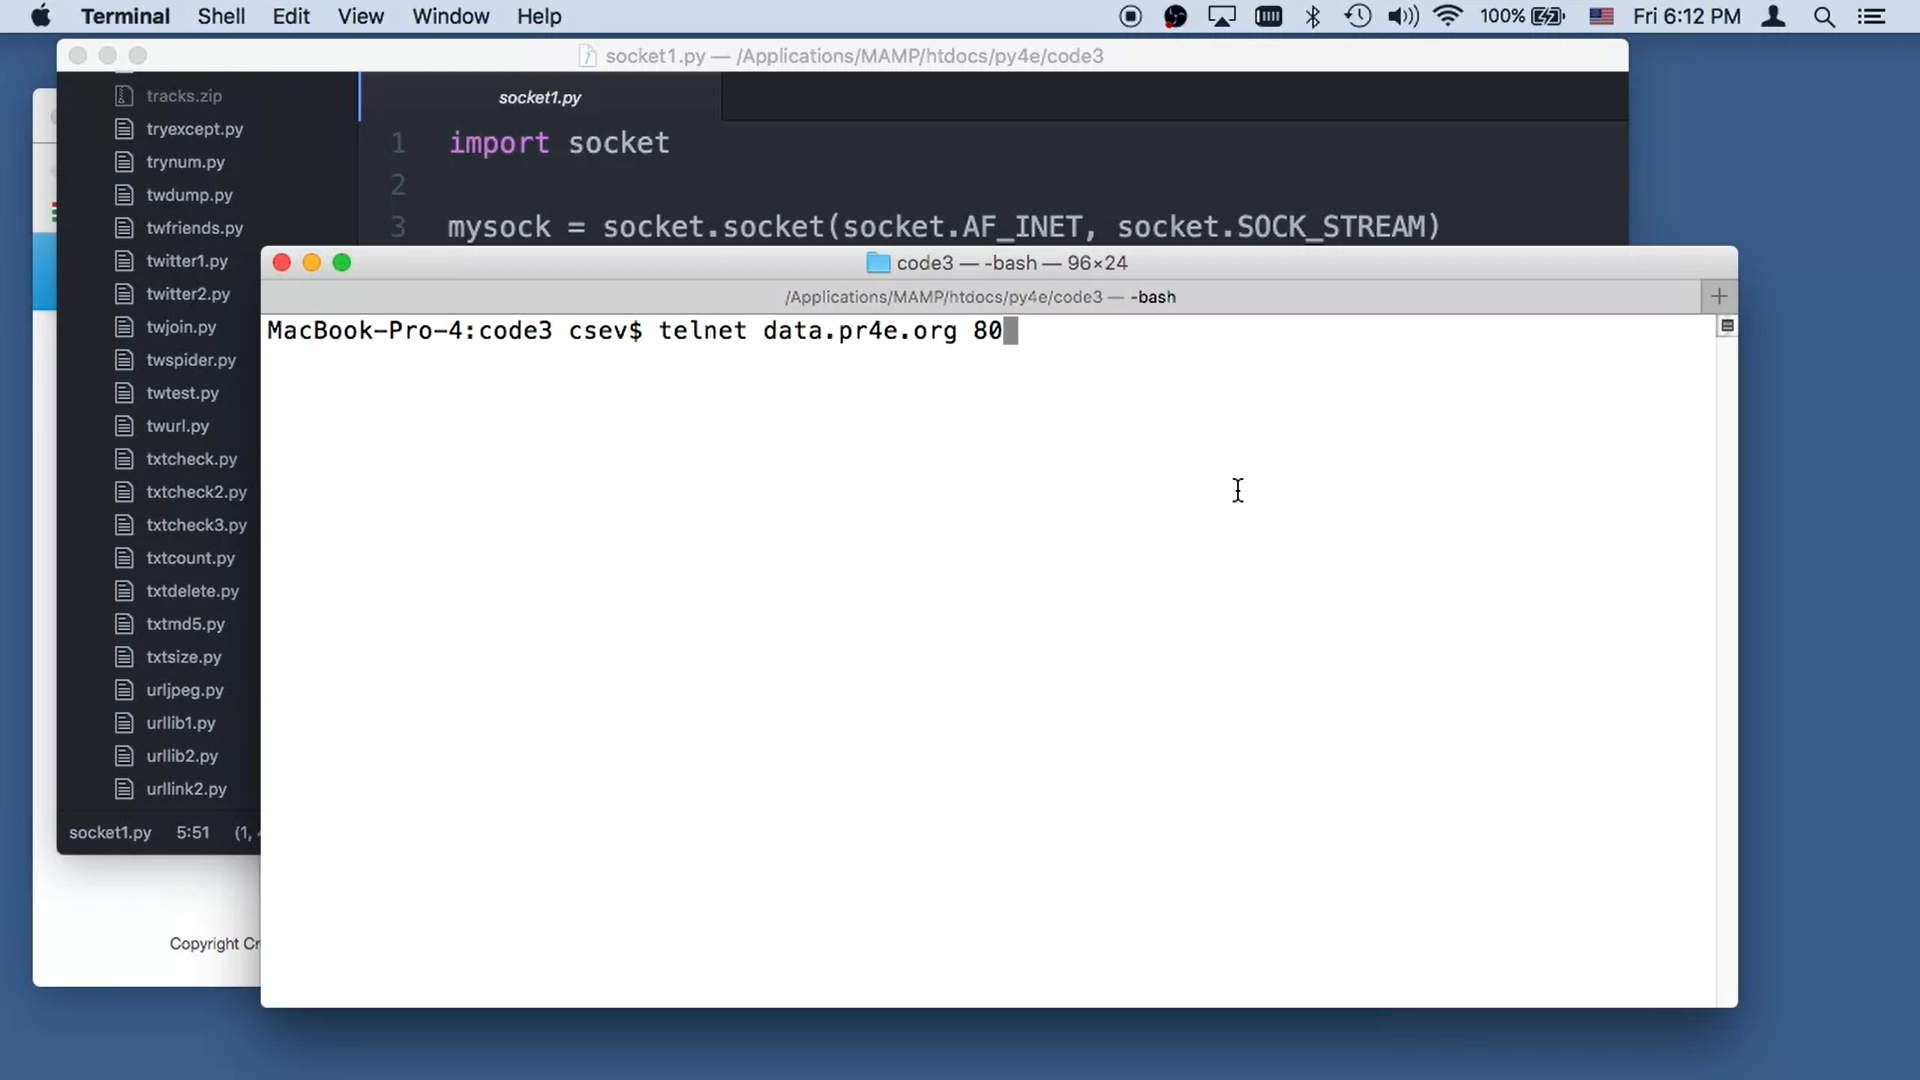 Terminal Shell Edit View Window Help 100% Fri 6:12 PM
socket1.py — /Applications/MAMP/htdocs/py4e/code3
tracks.zip
tryexcept.py
trynum.py
twdump.py
twfriends.py
twitter1.py
twitter2.py
twjoin.py
twspider.py
twtest.py
twurl.py
txtcheck.py
txtcheck2.py
txtcheck3.py
txtcount.py
txtdelete.py
txtmd5.py
txtsize.py
urljpeg.py
urllib1.py
urllib2.py
urllink2.py
socket1.py 5:51 (1, 
socket1.py
1 import socket
2
3 mysock = socket.socket(socket.AF_INET, socket.SOCK_STREAM)
code3 — -bash — 96×24
/Applications/MAMP/htdocs/py4e/code3 — -bash
MacBook-Pro-4:code3 csev$ telnet data.pr4e.org 80
Copyright Cr